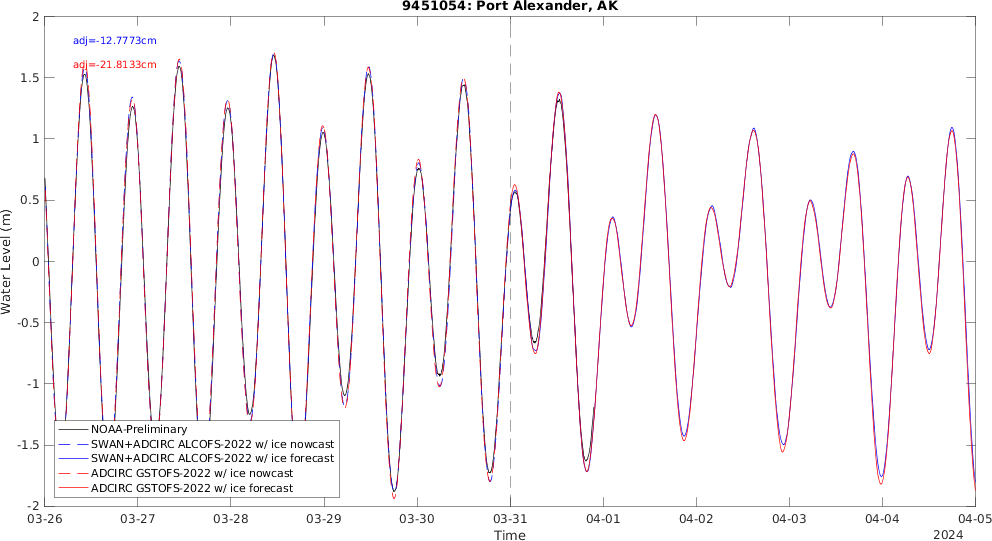 9451054: Port Alexander, AK
adj=-12.7773cm
adj=-21.8133cm
2
1.5
1
0.5
0
-0.5
-1
-1.5
-2
Water Level (m)
NOAA-Preliminary
SWAN+ADCIRC ALCOFS-2022 w/ ice nowcast
SWAN+ADCIRC ALCOFS-2022 w/ ice forecast
ADCIRC GSTOFS-2022 w/ ice nowcast
ADCIRC GSTOFS-2022 w/ ice forecast
03-26 03-27 03-28 03-29 03-30 03-31 04-01 04-02 04-03 04-04 04-05
Time
2024